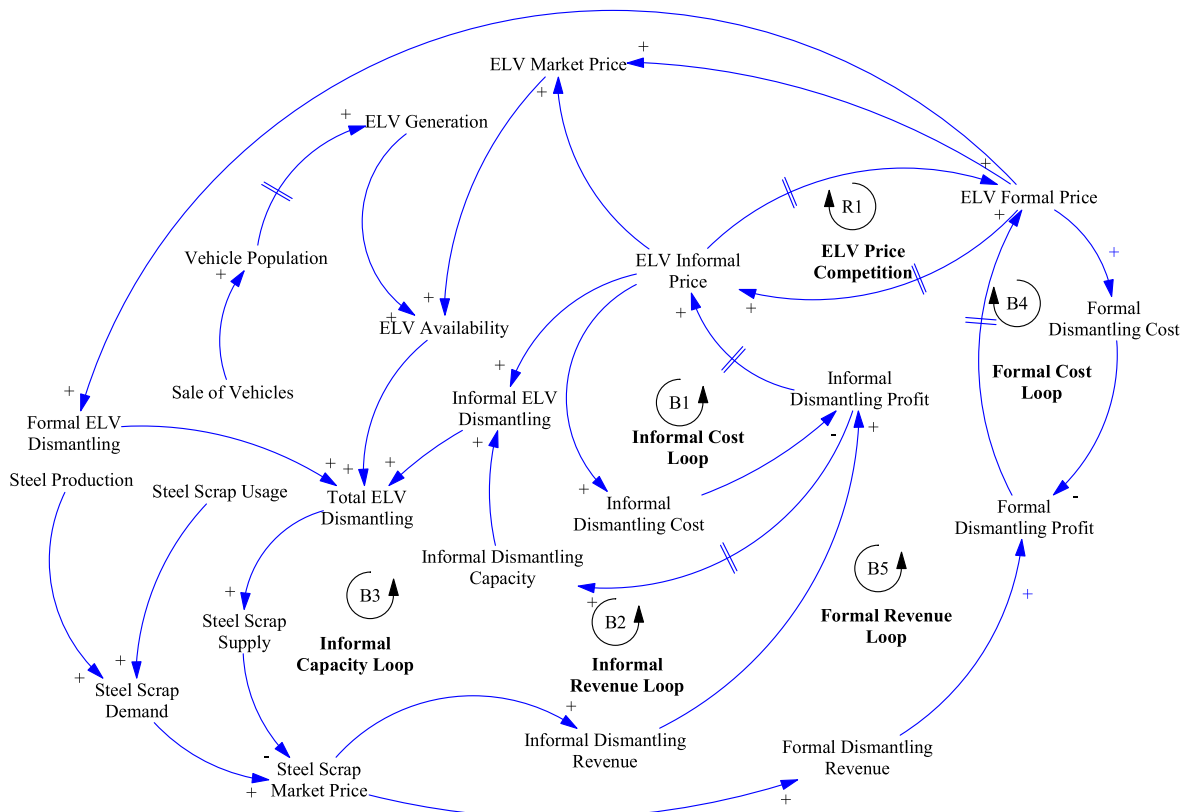 ELV Market Price
ELV Generation
ELV Formal Price
R1
ELV Price
Competition
Vehicle Population
ELV Informal
Price
B4
Formal
Dismantling Cost
ELV Availability
Formal Cost
Loop
Sale of Vehicles
Informal ELV
Dismantling
B1
Informal Cost
Loop
Informal
Dismantling Profit
Formal ELV
Dismantling
Steel Production
Steel Scrap Usage
Total ELV
Dismantling
Informal
Dismantling Cost
Formal
Dismantling Profit
Informal Dismantling
Capacity
B3
Informal
Capacity Loop
B2
Informal
Revenue Loop
B5
Formal Revenue
Loop
Steel Scrap
Supply
Steel Scrap
Demand
Informal Dismantling
Revenue
Formal Dismantling
Revenue
Steel Scrap
Market Price